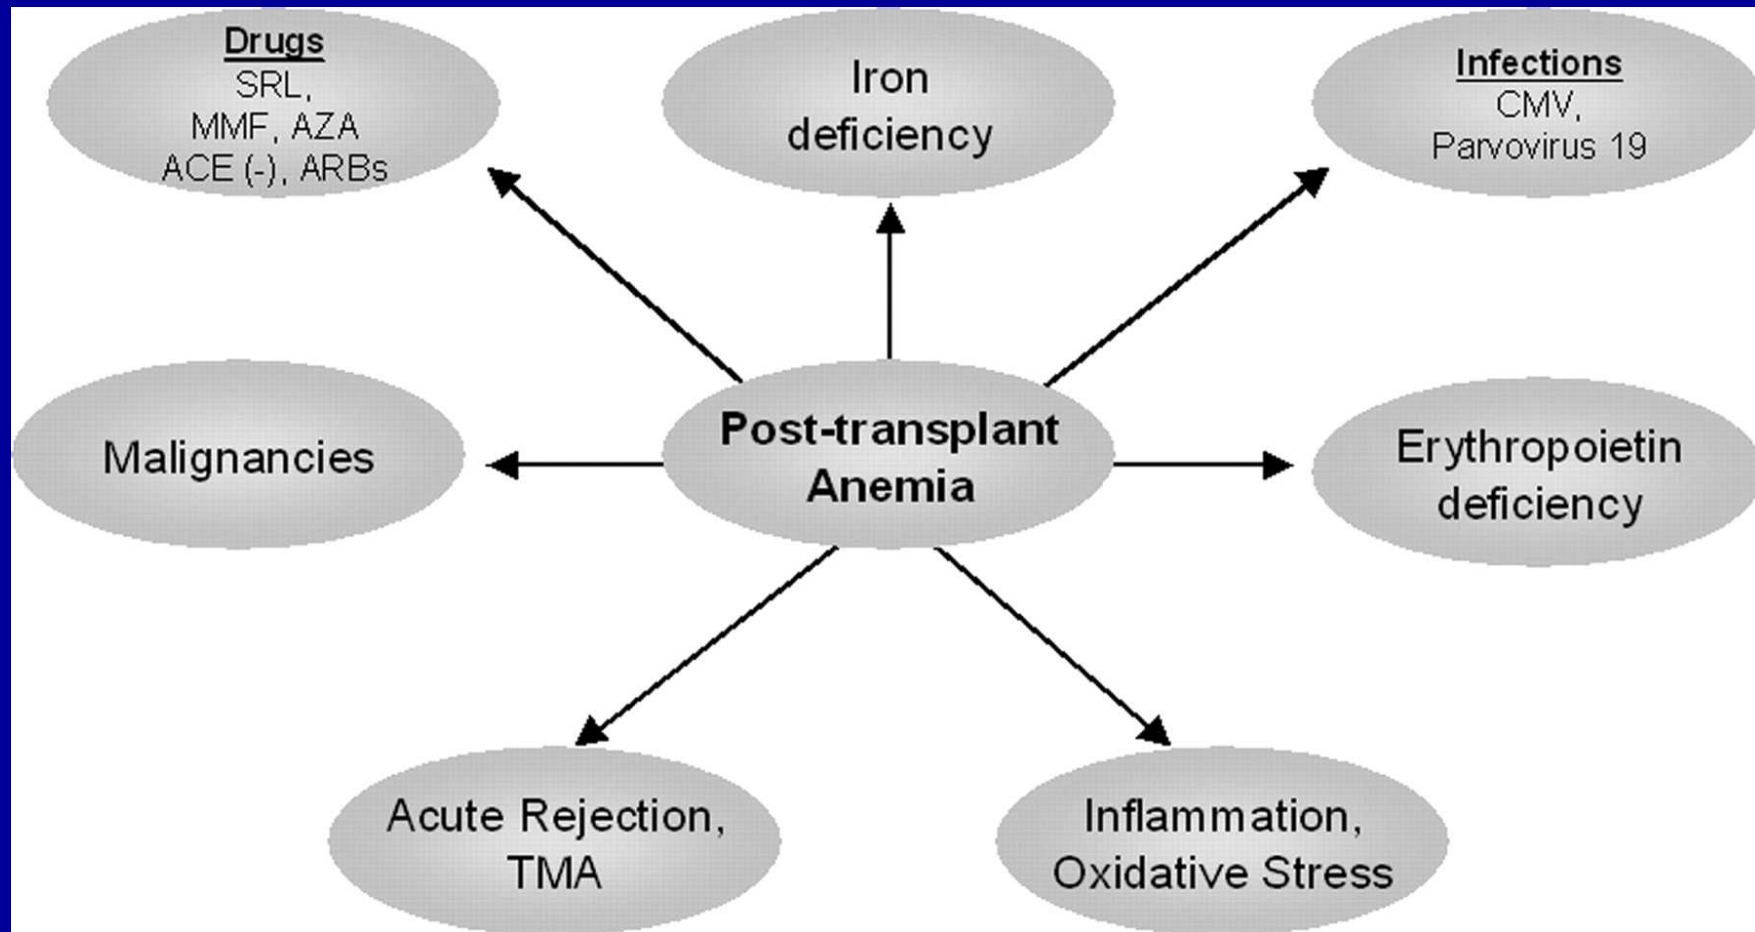 Drugs
SRL,
MMF, AZA
ACE (-), ARBs
Iron
deficiency
Infections
CMV,
Parvovirus 19
Malignancies
Post-transplant
Anemia
Erythropoietin
deficiency
Acute Rejection,
TMA
Inflammation,
Oxidative Stress